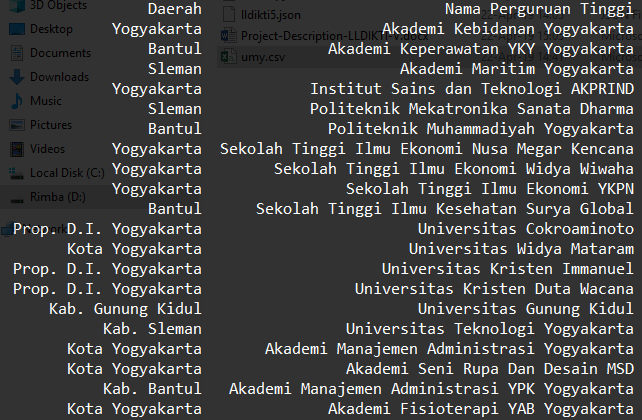 Daerah Nama Perguruan Tinggi
Yogyakarta Akademi Kebidanan Yogyakarta
Bantul Akademi Keperawatan YKY Yogyakarta
Sleman Akademi Maritim Yogyakarta
Yogyakarta Institut Sains dan Teknologi AKPRIND
Sleman Politeknik Mekatronika Sanata Dharma
Bantul Politeknik Muhammadiyah Yogyakarta
Yogyakarta Sekolah Tinggi Ilmu Ekonomi Nusa Megar Kencana
Yogyakarta Sekolah Tinggi Ilmu Ekonomi Widya Wiwaha
Yogyakarta Sekolah Tinggi Ilmu Ekonomi YKPN
Bantul Sekolah Tinggi Ilmu Kesehatan Surya Global
Prop. D.I. Yogyakarta Universitas Cokroaminoto
Kota Yogyakarta Universitas Widya Mataram
Prop. D.I. Yogyakarta Universitas Kristen Immanuel
Prop. D.I. Yogyakarta Universitas Kristen Duta Wacana
Kab. Gunung Kidul Universitas Gunung Kidul
Kab. Sleman Universitas Teknologi Yogyakarta
Kota Yogyakarta Akademi Manajemen Administrasi Yogyakarta
Kota Yogyakarta Akademi Seni Rupa Dan Desain MSD
Kab. Bantul Akademi Manajemen Administrasi YPK Yogyakarta
Kota Yogyakarta Akademi Fisioterapi YAB Yogyakarta
3D Objects
Desktop
Documents
Downloads
Music
Pictures
Videos
Local Disk (C:)
Rimba (D:)
lldikti5.json
Project-Description-LLDIKTI-V.docx
umy.csv